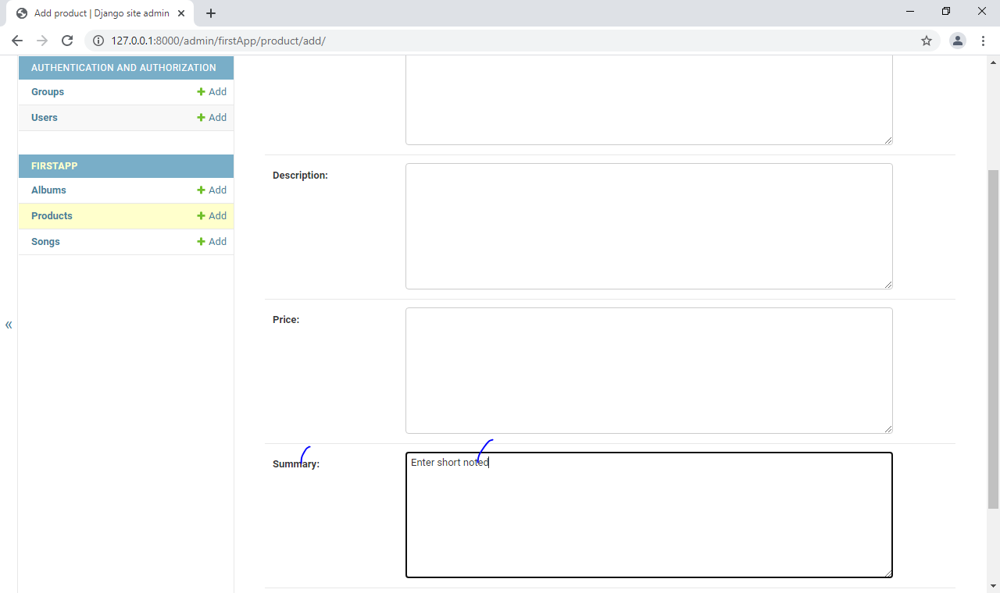 Add product | Django site admin
127.0.0.1:8000/admin/firstApp/product/add/
AUTHENTICATION AND AUTHORIZATION
Groups Add
Users Add
FIRSTAPP
Albums Add
Products Add
Songs Add
«
Description:
Price:
Summary: Enter short noted